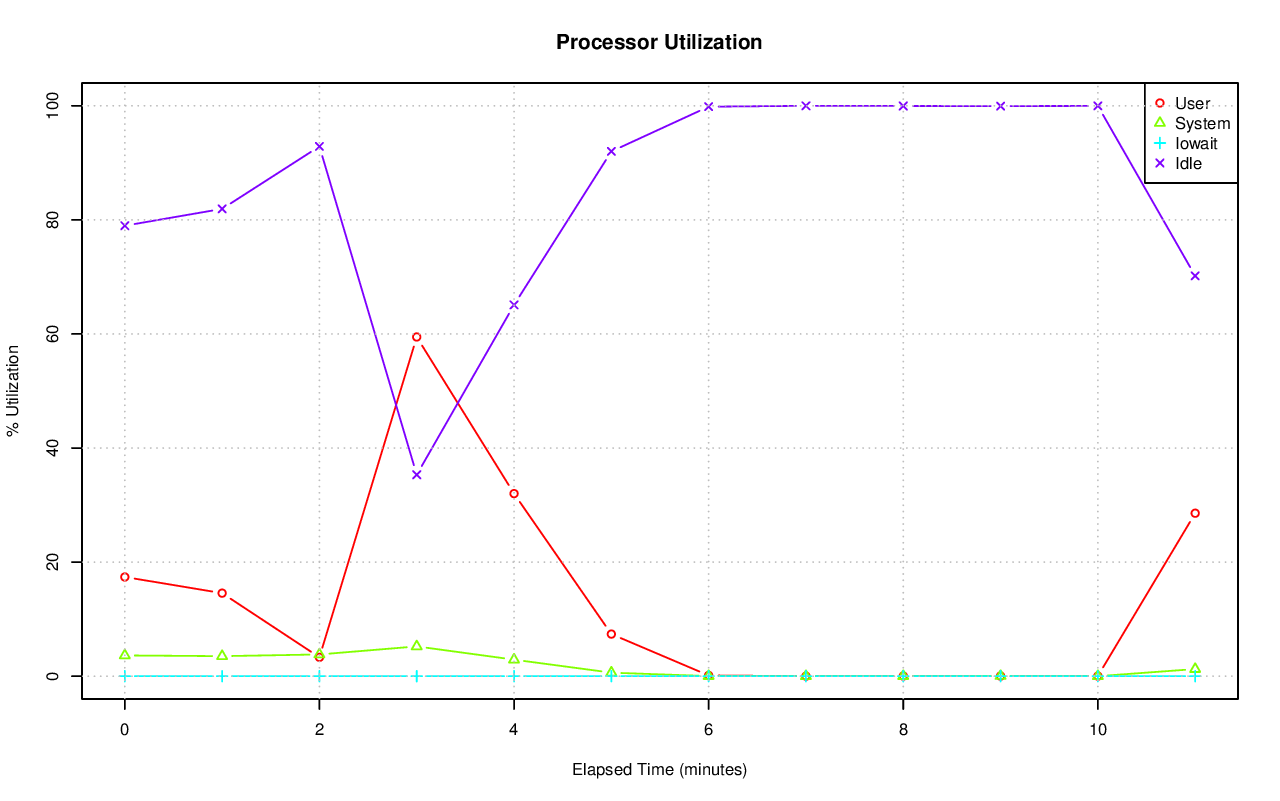 Processor Utilization
100
80
60
40
20
0
% Utilization
User
System
Iowait
Idle
0 2 4 6 8 10
Elapsed Time (minutes)